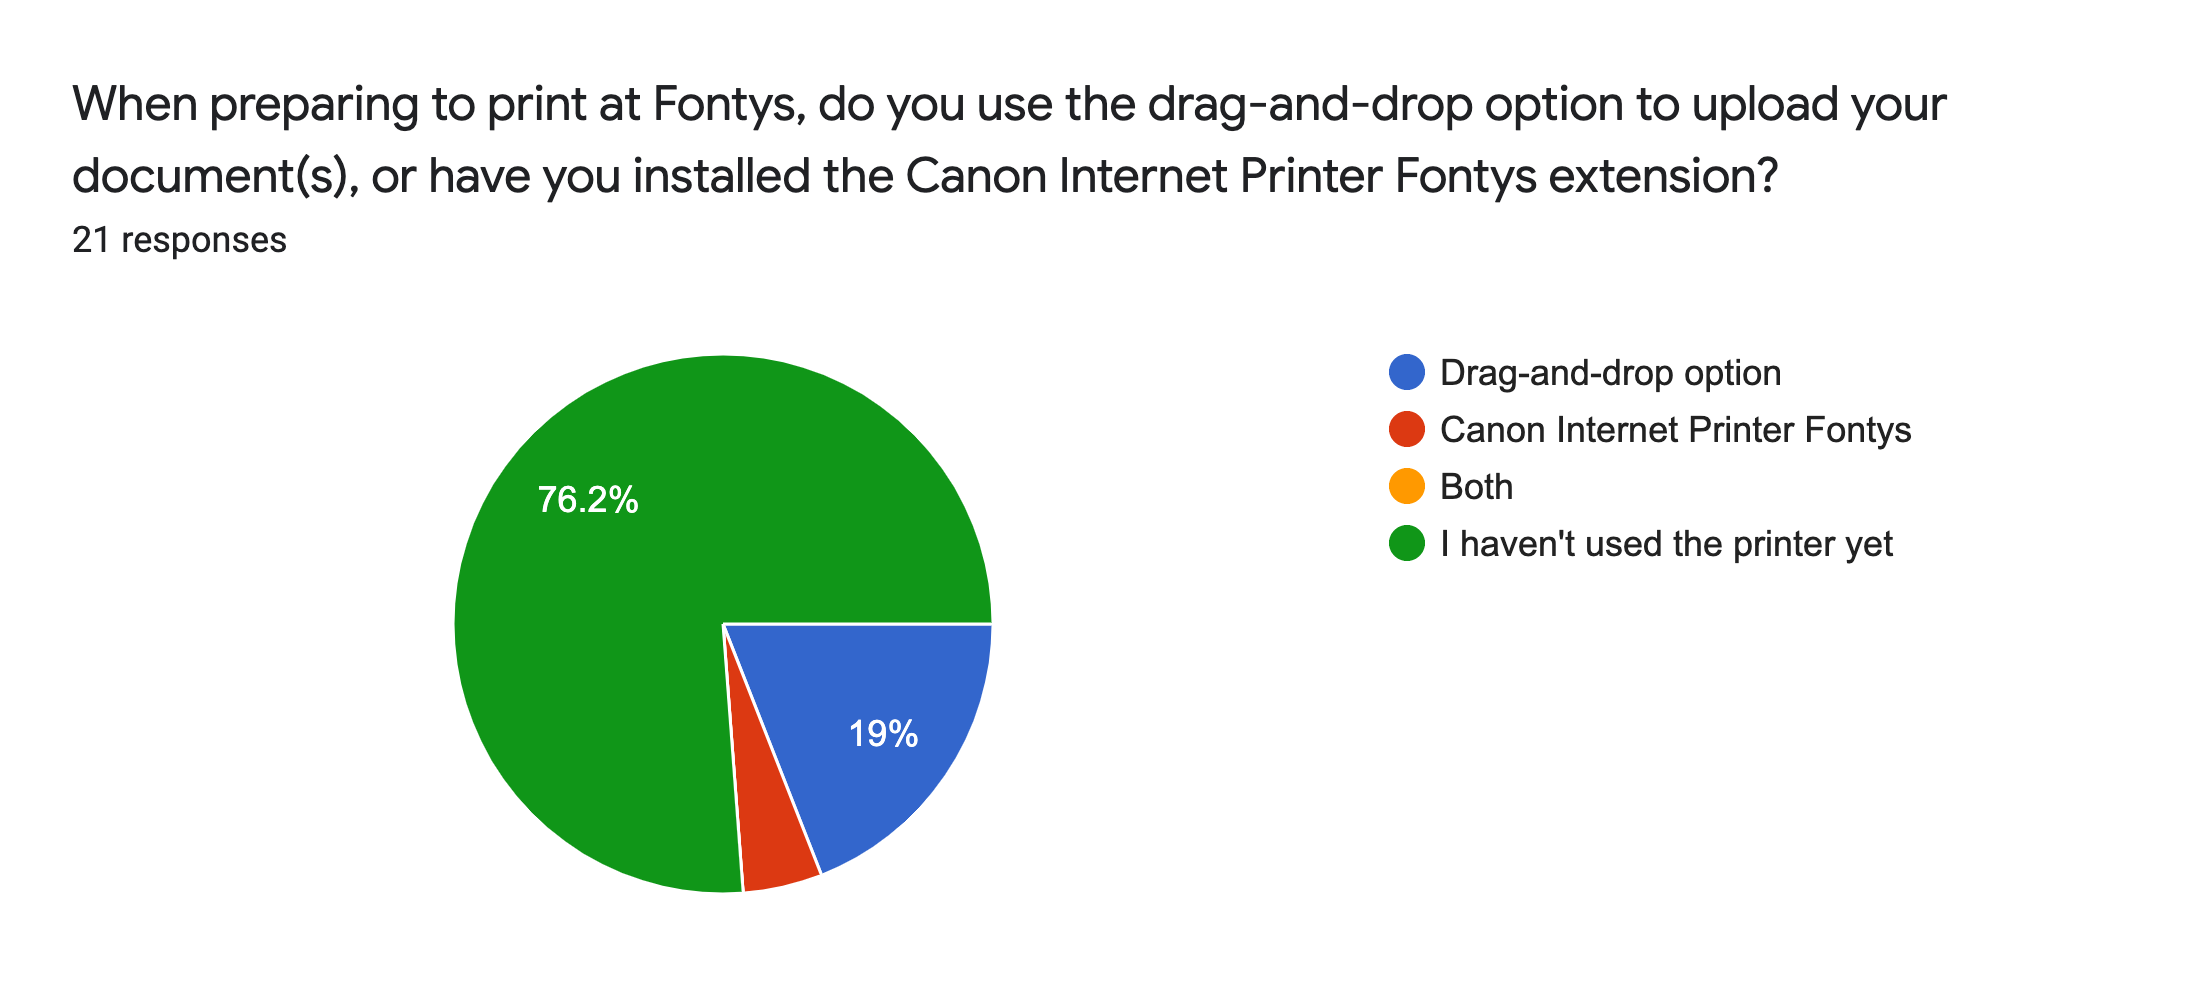 When preparing to print at Fontys, do you use the drag-and-drop option to upload your
document(s), or have you installed the Canon Internet Printer Fontys extension?
21 responses
Drag-and-drop option
Canon Internet Printer Fontys
Both
I haven't used the printer yet
76.2%
19%